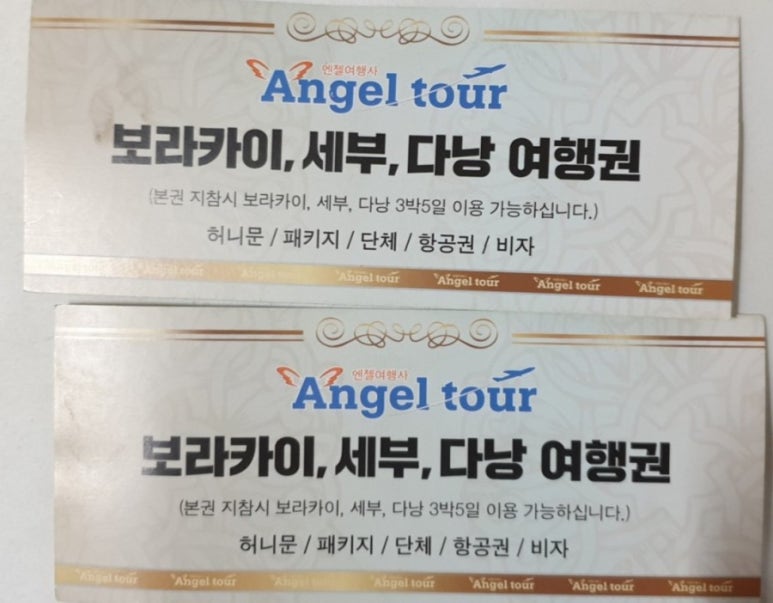 엔젤여행사
Angel tour
보라카이, 세부, 다낭 여행권
(본권 지참시 보라카이, 세부, 다낭 3박5일 이용 가능하십니다.)
허니문 / 패키지 / 단체 / 항공권 / 비자
Angel tour Angel tour Angel tour Angel tour Angel tour Angel tour
엔젤여행사
Angel tour
보라카이, 세부, 다낭 여행권
(본권 지참시 보라카이, 세부, 다낭 3박5일 이용 가능하십니다.)
허니문 / 패키지 / 단체 / 항공권 / 비자
Angel tour Angel tour Angel tour Angel tour Angel tour Angel tour Angel tour